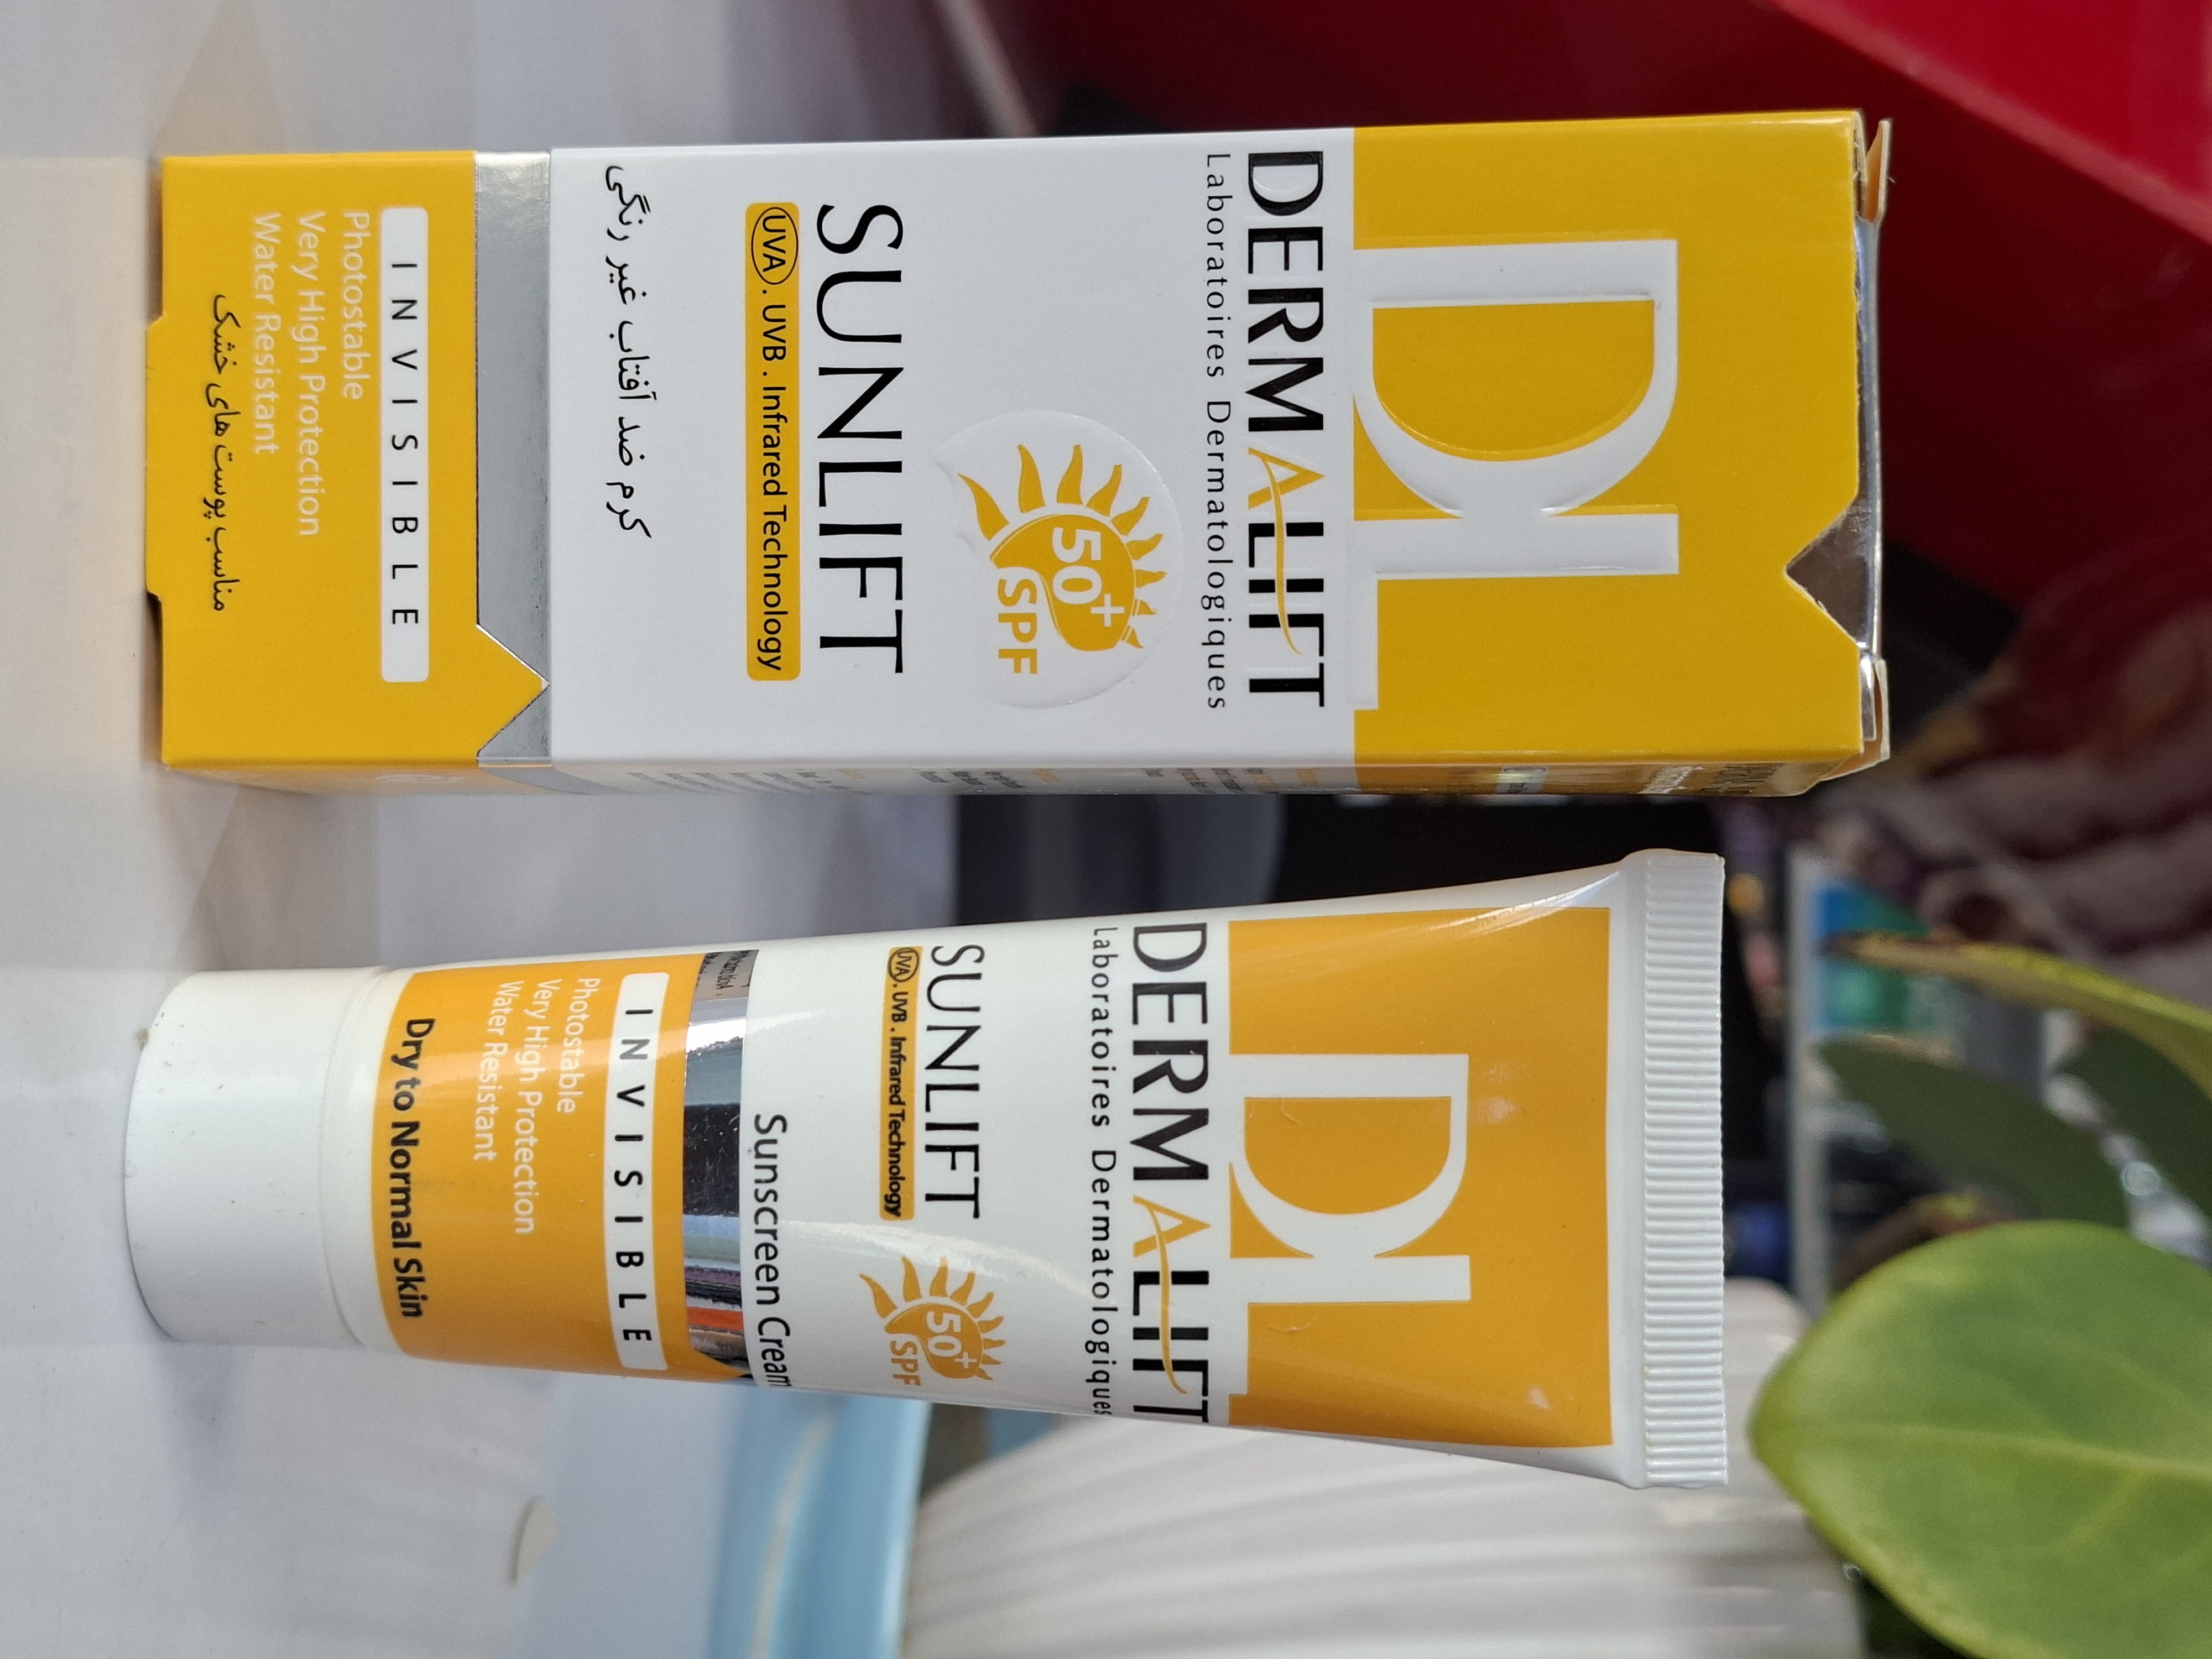 DL
DERMALIFT
Laboratoires Dermatologiques
50+
SPF
SUNLIFT
UVA . UVB . Infrared Technology
کرم ضد آفتاب غیر رنگی
INVISIBLE
Photostable
Very High Protection
Water Resistant
مناسب پوست های خشک
DL
DERMALIFT
Laboratoires Dermatologiques
SUNLIFT
UVA . UVB . Infrared Technology
50+
SPF
Sunscreen Cream
INVISIBLE
Photostable
Very High Protection
Water Resistant
Dry to Normal Skin